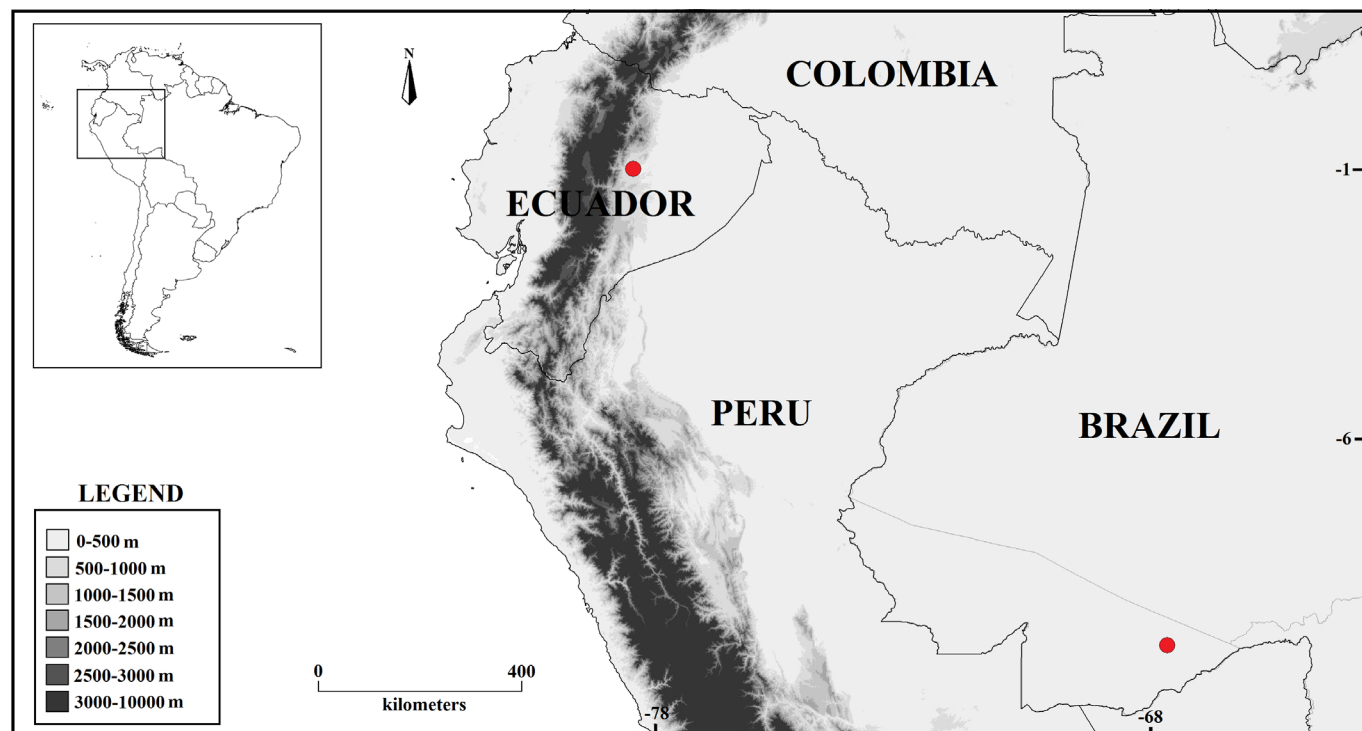 N
COLOMBIA
-1
ECUADOR
PERU
BRAZIL
-6
LEGEND
0-500 m
500-1000 m
1000-1500 m
1500-2000 m
2000-2500 m
2500-3000 m
3000-10000 m
0 400
kilometers
-78 -68